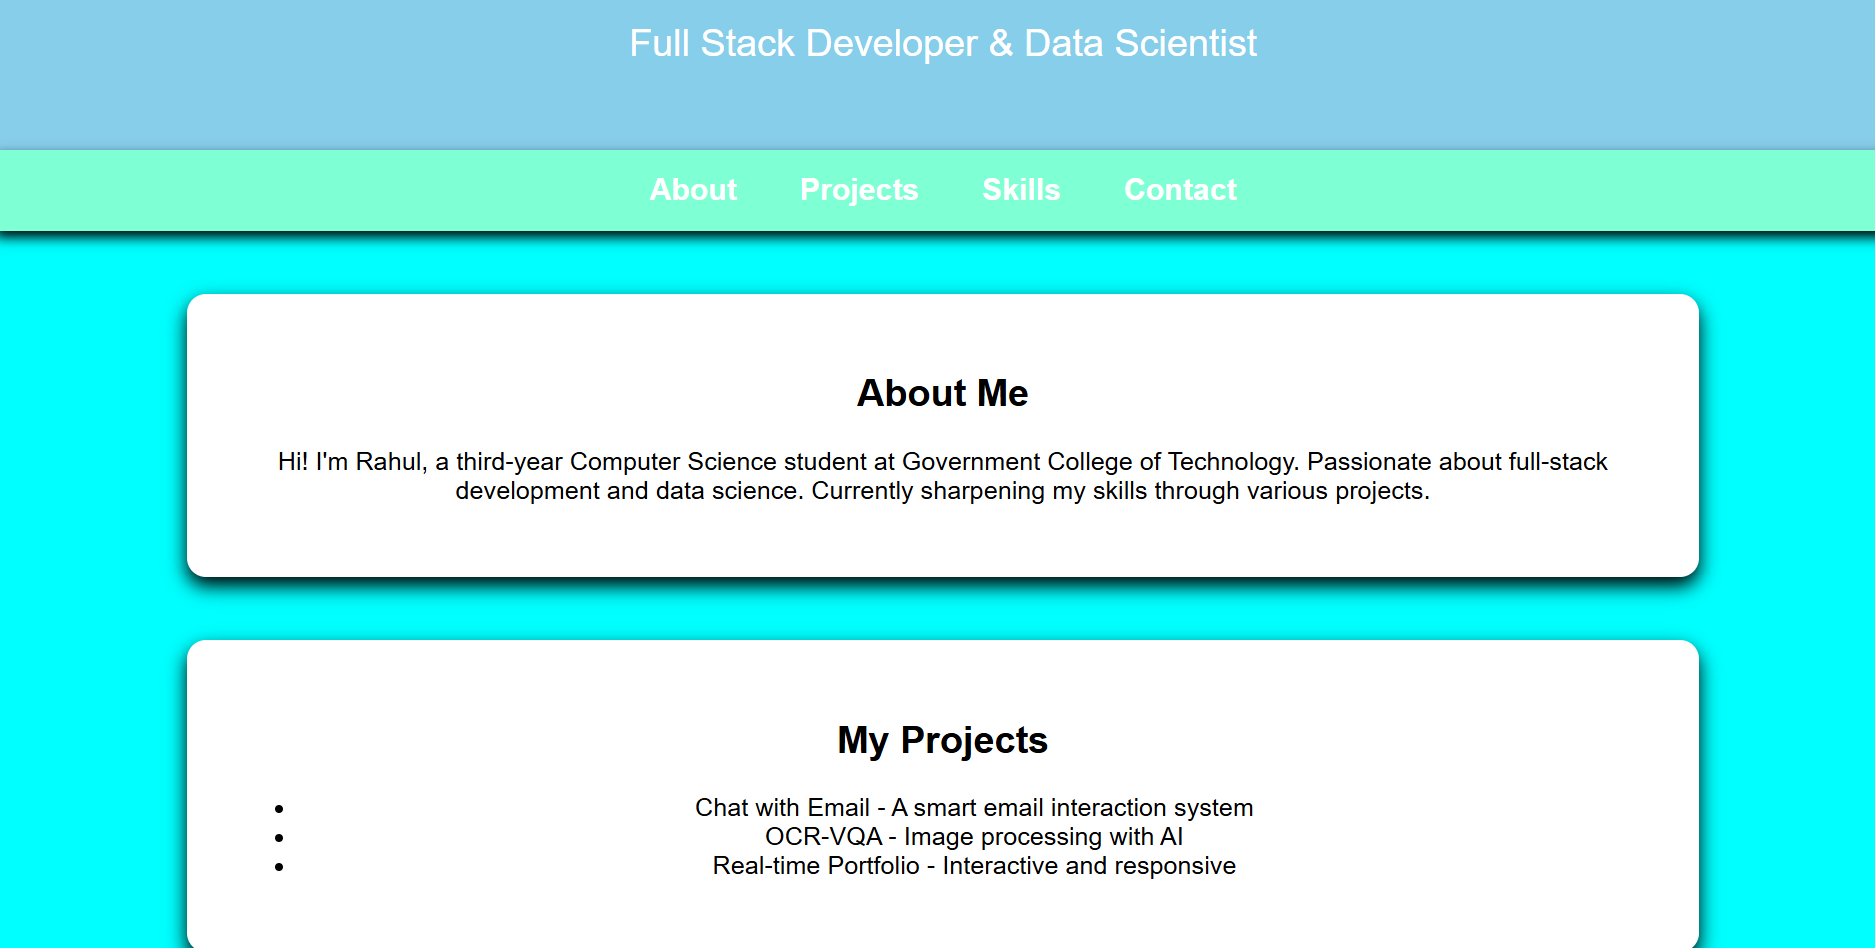 Full Stack Developer & Data Scientist
About Projects Skills Contact
About Me
Hi! I'm Rahul, a third-year Computer Science student at Government College of Technology. Passionate about full-stack
development and data science. Currently sharpening my skills through various projects.
My Projects
• Chat with Email - A smart email interaction system
• OCR-VQA - Image processing with AI
• Real-time Portfolio - Interactive and responsive